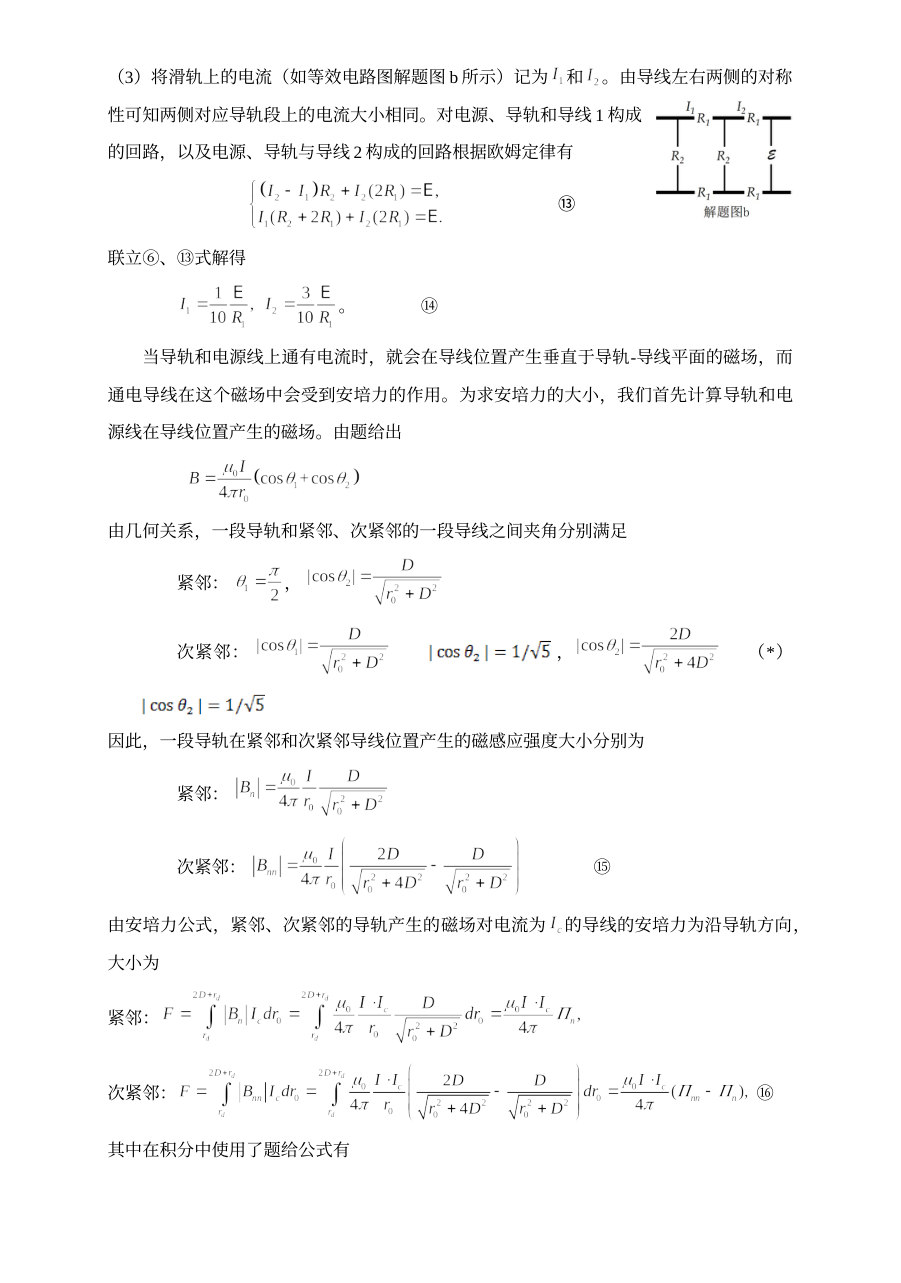 （3）将滑轨上的电流（如等效电路图解题图 b 所示）记为 I₁和 I₂。由导线左右两侧的对称
性可知两侧对应导轨段上的电流大小相同。对电源、导轨和导线 1 构成
的回路，以及电源、导轨与导线 2 构成的回路根据欧姆定律有
I₁ I₂
R₁ R₁
R₂ R₂ ε
R₁ R₁
解题图b
{ (I₂ − I₁)R₂ + I₂(2R₁) = E,
I₁(R₂ + 2R₁) + I₂(2R₁) = E. ⑬
联立⑥、⑬式解得
I₁ = (1/10)(E/R₁), I₂ = (3/10)(E/R₁)。 ⑭
当导轨和电源线上通有电流时，就会在导线位置产生垂直于导轨-导线平面的磁场，而
通电导线在这个磁场中会受到安培力的作用。为求安培力的大小，我们首先计算导轨和电
源线在导线位置产生的磁场。由题给出
B = (μ₀I/4πr₀)(cosθ₁ + cosθ₂)
由几何关系，一段导轨和紧邻、次紧邻的一段导线之间夹角分别满足
紧邻： θ₁ = π/2， |cosθ₂| = D/√(r₀² + D²)
次紧邻： |cosθ₁| = D/√(r₀² + D²) | cos θ₂ | = 1/√5 ，|cosθ₂| = 2D/√(r₀² + 4D²) （*）
| cos θ₂ | = 1/√5
因此，一段导轨在紧邻和次紧邻导线位置产生的磁感应强度大小分别为
紧邻： |Bₙ| = (μ₀/4π)(I/r₀)(D/√(r₀² + D²))
次紧邻： |Bₙₙ| = (μ₀/4π)(I/r₀)(2D/√(r₀² + 4D²) − D/√(r₀² + D²)) ⑮
由安培力公式，紧邻、次紧邻的导轨产生的磁场对电流为 I_c 的导线的安培力为沿导轨方向，
大小为
紧邻： F = ∫_{r_d}^{2D+r_d} |Bₙ|I_c dr₀ = ∫_{r_d}^{2D+r_d} (μ₀/4π)(I·I_c/r₀)(D/√(r₀² + D²)) dr₀ = (μ₀I·I_c/4π)Πₙ,
次紧邻： F = ∫_{r_d}^{2D+r_d} |Bₙₙ|I_c dr₀ = ∫_{r_d}^{2D+r_d} (μ₀/4π)(I·I_c/r₀)(2D/√(r₀² + 4D²) − D/√(r₀² + D²)) dr₀ = (μ₀I·I_c/4π)(Πₙₙ − Πₙ), ⑯
其中在积分中使用了题给公式有